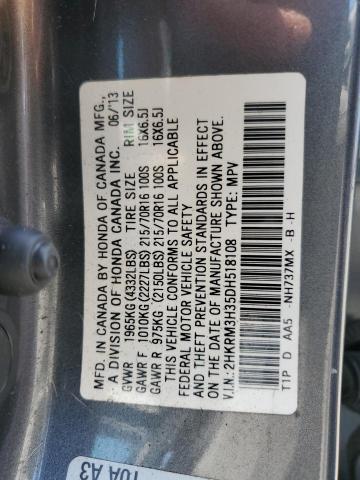 MFD. IN CANADA BY HONDA OF CANADA MFG.,
A DIVISION OF HONDA CANADA INC. 06/'13
GVWR 1965KG (4332LBS) TIRE SIZE RIM SIZE
GAWR F 1010KG (2227LBS) 215/70R16 100S 16X6.5J
GAWR R 975KG (2150LBS) 215/70R16 100S 16X6.5J
THIS VEHICLE CONFORMS TO ALL APPLICABLE
FEDERAL MOTOR VEHICLE SAFETY
AND THEFT PREVENTION STANDARDS IN EFFECT
ON THE DATE OF MANUFACTURE SHOWN ABOVE.
V.I.N.: 2HKRM3H35DH518108 TYPE: MPV
T1P D AA5 -NH737MX -B -H
10A A3